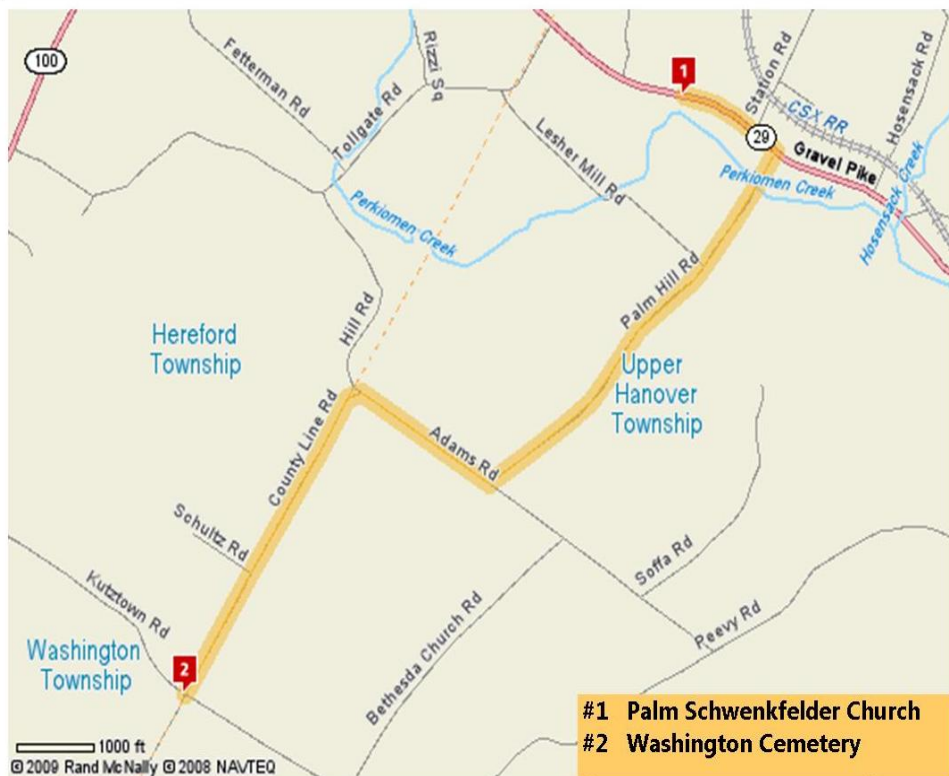 100
Fetterman Rd
Rizzi Sq
Tollgate Rd
1
Station Rd
Hosensack Rd
CSX RR
29
Gravel Pike
Lesher Mill Rd
Perkiomen Creek
Perkiomen Creek
Hosensack Creek
Palm Hill Rd
Hill Rd
Hereford
Township
Upper
Hanover
Township
County Line Rd
Adams Rd
Schultz Rd
Soffa Rd
Kutztown Rd
Peevy Rd
Bethesda Church Rd
Washington
Township
2
#1 Palm Schwenkfelder Church
#2 Washington Cemetery
1000 ft
© 2009 Rand McNally © 2008 NAVTEQ